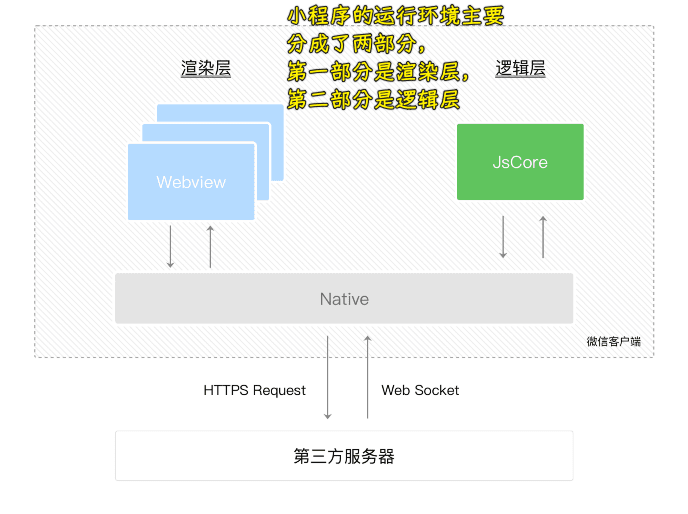 小程序的运行环境主要
分成了两部分，
第一部分是渲染层，
第二部分是逻辑层
渲染层
逻辑层
Webview
JsCore
Native
微信客户端
HTTPS Request
Web Socket
第三方服务器